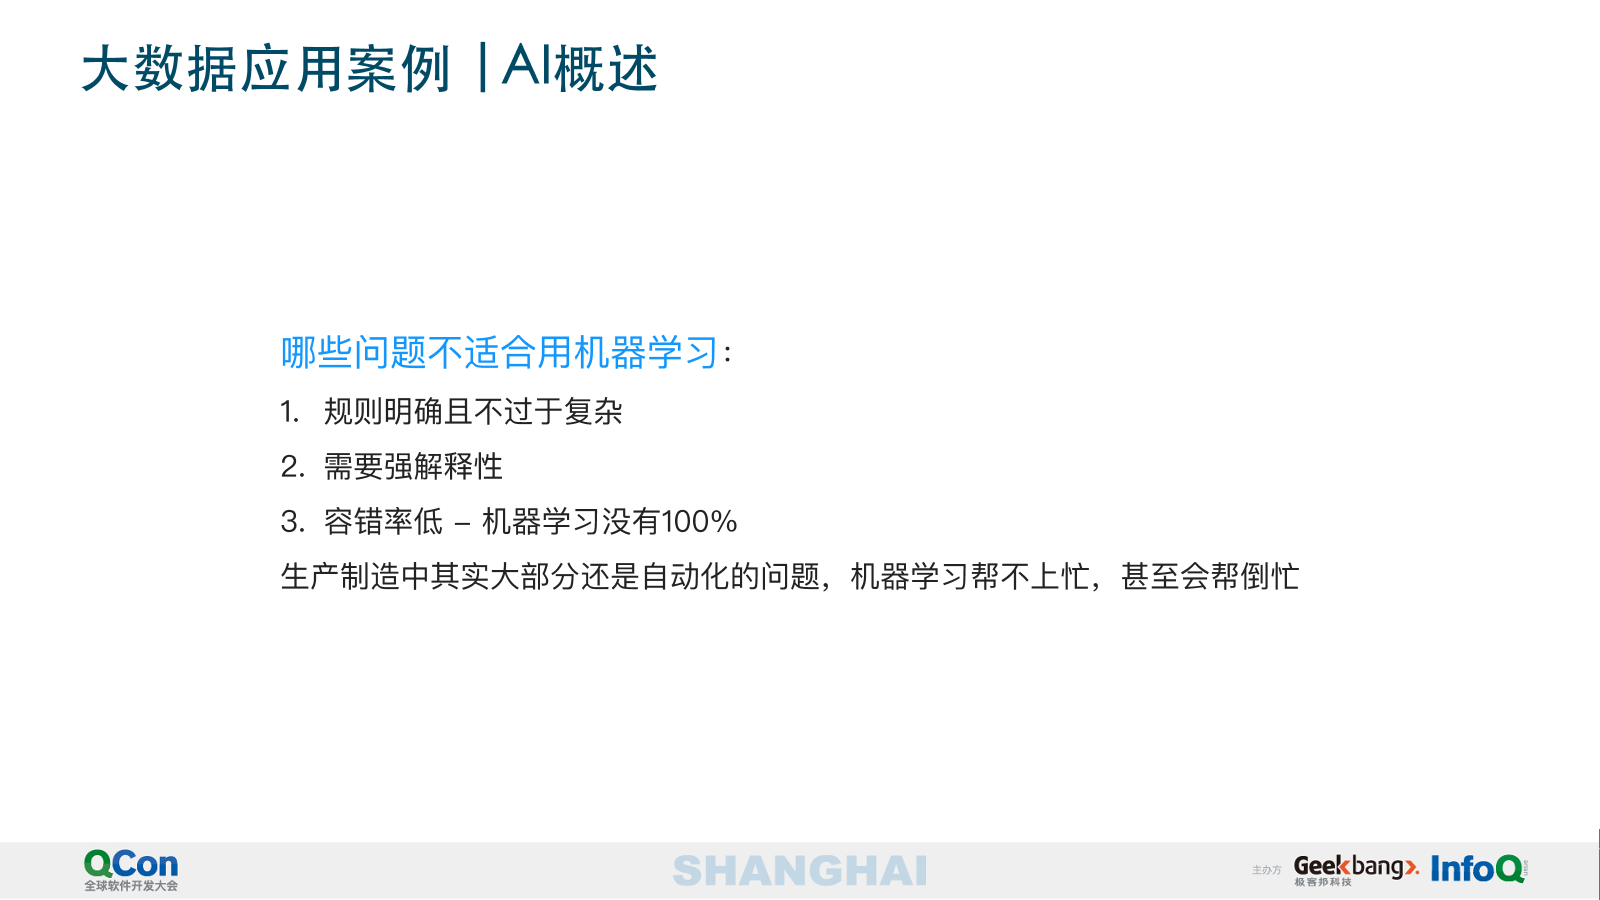 大数据应用案例 | AI概述
哪些问题不适合用机器学习：
1. 规则明确且不过于复杂
2. 需要强解释性
3. 容错率低 – 机器学习没有100%
生产制造中其实大部分还是自动化的问题，机器学习帮不上忙，甚至会帮倒忙
QCon
全球软件开发大会
SHANGHAI
主办方
Geekbang>.
极客邦科技
InfoQ